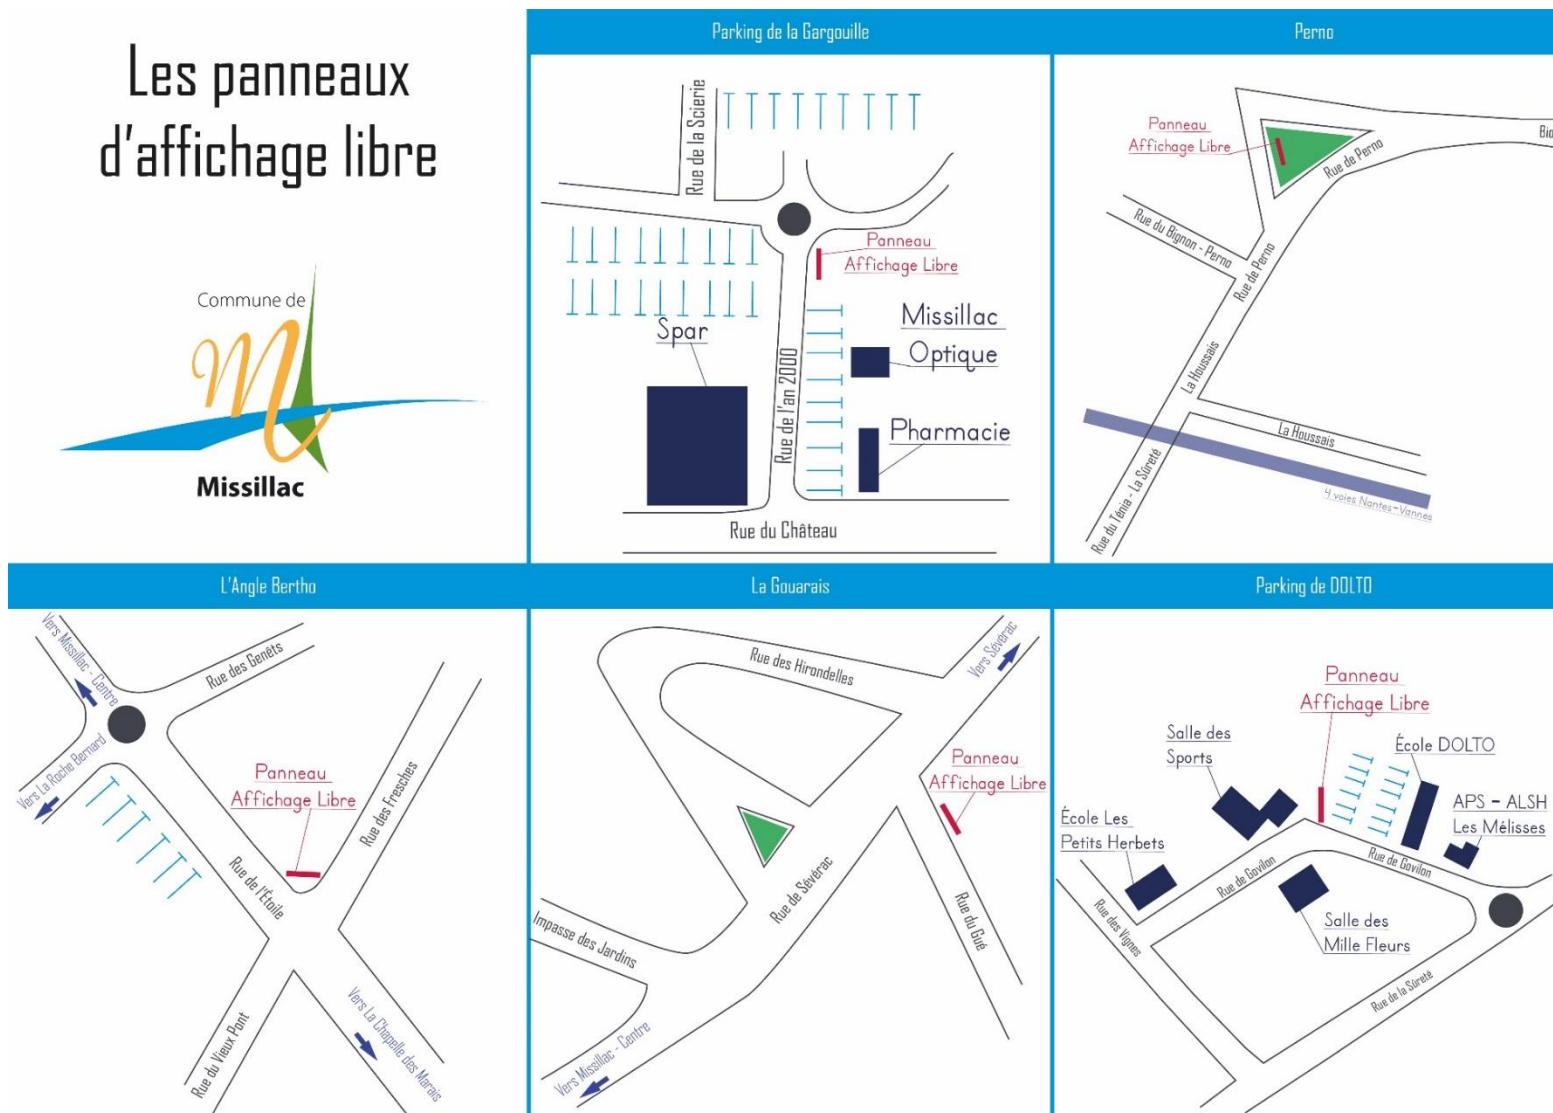 Les panneaux
d'affichage libre
Commune de
Missillac
Parking de la Gargouille
Rue de la Scierie
Panneau
Affichage Libre
Spar
Missillac
Optique
Rue de l'an 2000
Pharmacie
Rue du Château
Perno
Panneau
Affichage Libre
Rue de Perno
Rue du Bignon - Perno
Rue de Perno
La Houssais
La Houssais
4 voies Nantes-Vannes
Rue du Ténia - La Sûreté
L'Angle Bertho
Vers Missillac - Centre
Rue des Genêts
Vers La Roche Bernard
Panneau
Affichage Libre
Rue des Fresches
Rue de l'Étoile
Rue du Vieux Pont
Vers La Chapelle des Marais
La Gouarais
Rue des Hirondelles
Vers Sévérac
Panneau
Affichage Libre
Rue de Sévérac
Rue du Gué
Impasse des Jardins
Vers Missillac - Centre
Parking de DOLTO
Panneau
Affichage Libre
Salle des
Sports
École DOLTO
École Les
Petits Herbets
APS - ALSH
Les Mélisses
Rue de Govilon
Rue de Govilon
Rue des Vignes
Salle des
Mille Fleurs
Rue de la Sûreté